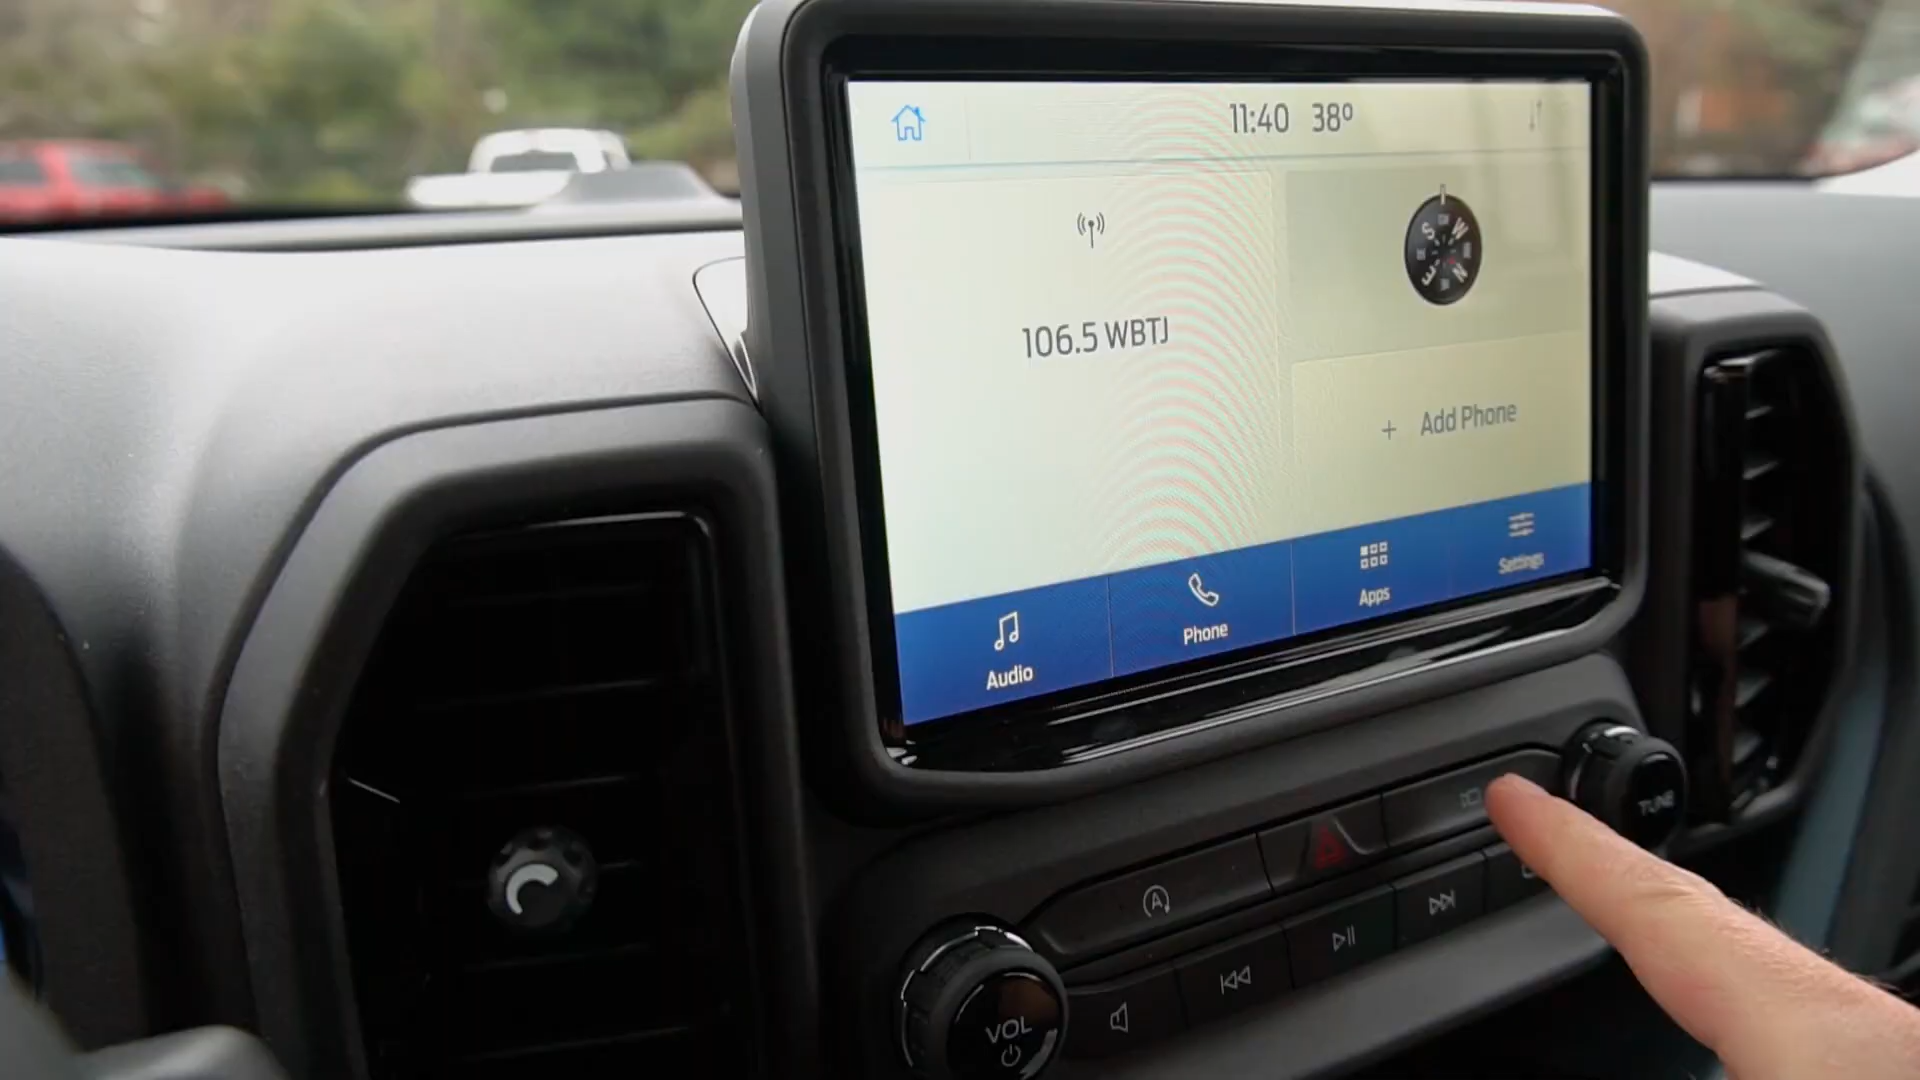 11:40 38°
106.5 WBTJ
S W
E N
+ Add Phone
Audio
Phone
Apps
Settings
TUNE
A
VOL